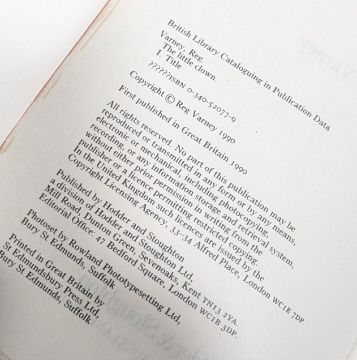 British Library Cataloguing in Publication Data
Varney, Reg
The little clown.
I. Title
?????ISBN 0-340-52077-9
Copyright © Reg Varney 1990
First published in Great Britain 1990
All rights reserved. No part of this publication may be
reproduced or transmitted in any form or by any means,
electronic or mechanical, including photocopying,
recording, or any information storage and retrieval system,
without either prior permission in writing from the
publisher or a licence permitting restricted copying.
In the United Kingdom such licences are issued by the
Copyright Licensing Agency, 33-34 Alfred Place, London WC1E 7DP
Published by Hodder and Stoughton
a division of Hodder and Stoughton Ltd,
Mill Road, Dunton Green, Sevenoaks, Kent TN13 2YA.
Editorial Office: 47 Bedford Square, London WC1B 3DP.
Photoset by Rowland Phototypesetting Ltd,
Bury St Edmunds, Suffolk
Printed in Great Britain by
St Edmundsbury Press Ltd,
Bury St Edmunds, Suffolk.